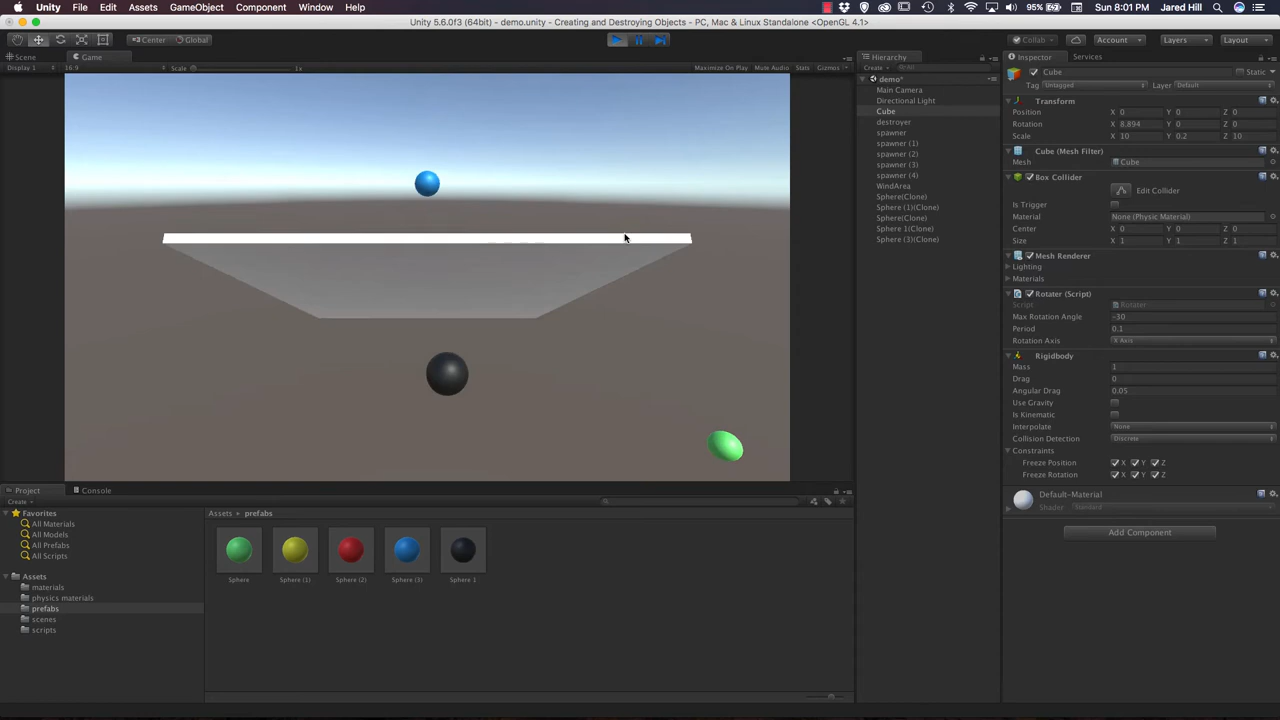 Unity File Edit Assets GameObject Component Window Help 95% Sun 8:01 PM Jared Hill
Unity 5.6.0f3 (64bit) - demo.unity - Creating and Destroying Objects - PC, Mac & Linux Standalone <OpenGL 4.1>
Center Global Collab Account Layers Layout
Scene Game Hierarchy Inspector Services
Display 1 16:9 Scale 1x Maximize On Play Mute Audio Stats Gizmos Create All
Cube Static
Tag Untagged Layer Default
demo*
Main Camera
Directional Light
Cube
destroyer
spawner
spawner (1)
spawner (2)
spawner (3)
spawner (4)
WindArea
Sphere(Clone)
Sphere (1)(Clone)
Sphere(Clone)
Sphere 1(Clone)
Sphere (3)(Clone)
Transform
Position X 0 Y 0 Z 0
Rotation X 8.894 Y 0 Z 0
Scale X 10 Y 0.2 Z 10
Cube (Mesh Filter)
Mesh Cube
Box Collider
Edit Collider
Is Trigger
Material None (Physic Material)
Center X 0 Y 0 Z 0
Size X 1 Y 1 Z 1
Mesh Renderer
Lighting
Materials
Rotater (Script)
Script Rotater
Max Rotation Angle -30
Period 0.1
Rotation Axis X Axis
Rigidbody
Mass 1
Drag 0
Angular Drag 0.05
Use Gravity
Is Kinematic
Interpolate None
Collision Detection Discrete
Constraints
Freeze Position X Y Z
Freeze Rotation X Y Z
Default-Material
Shader Standard
Add Component
Project Console
Create
Favorites
All Materials
All Models
All Prefabs
All Scripts
Assets
materials
physics materials
prefabs
scenes
scripts
Assets prefabs
Sphere Sphere (1) Sphere (2) Sphere (3) Sphere 1